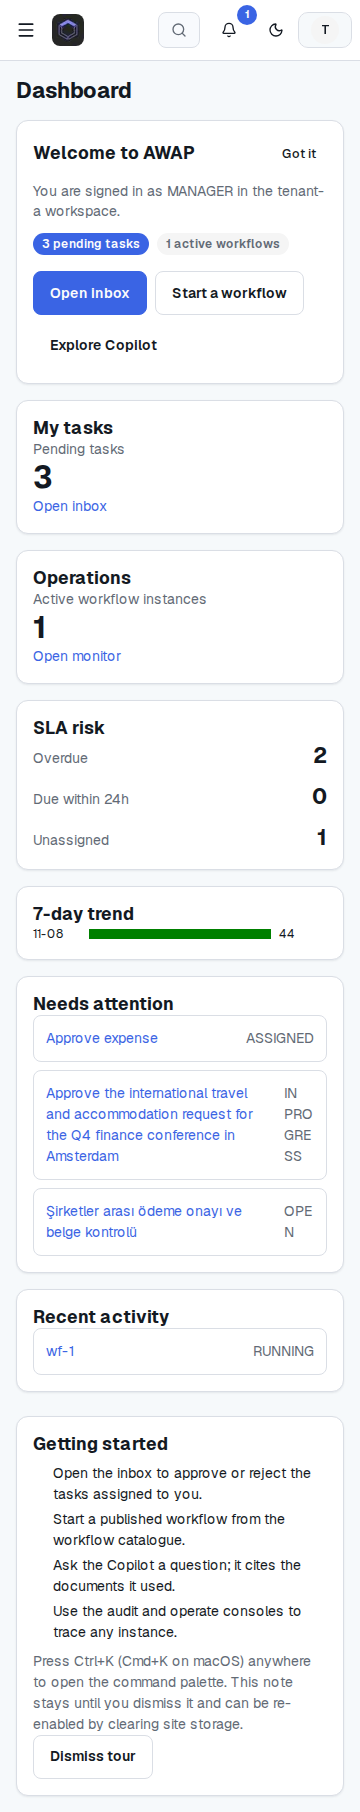 1
T
Dashboard
Welcome to AWAP
Got it
You are signed in as MANAGER in the tenant-
a workspace.
3 pending tasks
1 active workflows
Open inbox
Start a workflow
Explore Copilot
My tasks
Pending tasks
3
Open inbox
Operations
Active workflow instances
1
Open monitor
SLA risk
Overdue 2
Due within 24h 0
Unassigned 1
7-day trend
11-08 44
Needs attention
Approve expense ASSIGNED
Approve the international travel IN
and accommodation request for PRO
the Q4 finance conference in GRE
Amsterdam SS
Şirketler arası ödeme onayı ve OPE
belge kontrolü N
Recent activity
wf-1 RUNNING
Getting started
Open the inbox to approve or reject the
tasks assigned to you.
Start a published workflow from the
workflow catalogue.
Ask the Copilot a question; it cites the
documents it used.
Use the audit and operate consoles to
trace any instance.
Press Ctrl+K (Cmd+K on macOS) anywhere
to open the command palette. This note
stays until you dismiss it and can be re-
enabled by clearing site storage.
Dismiss tour